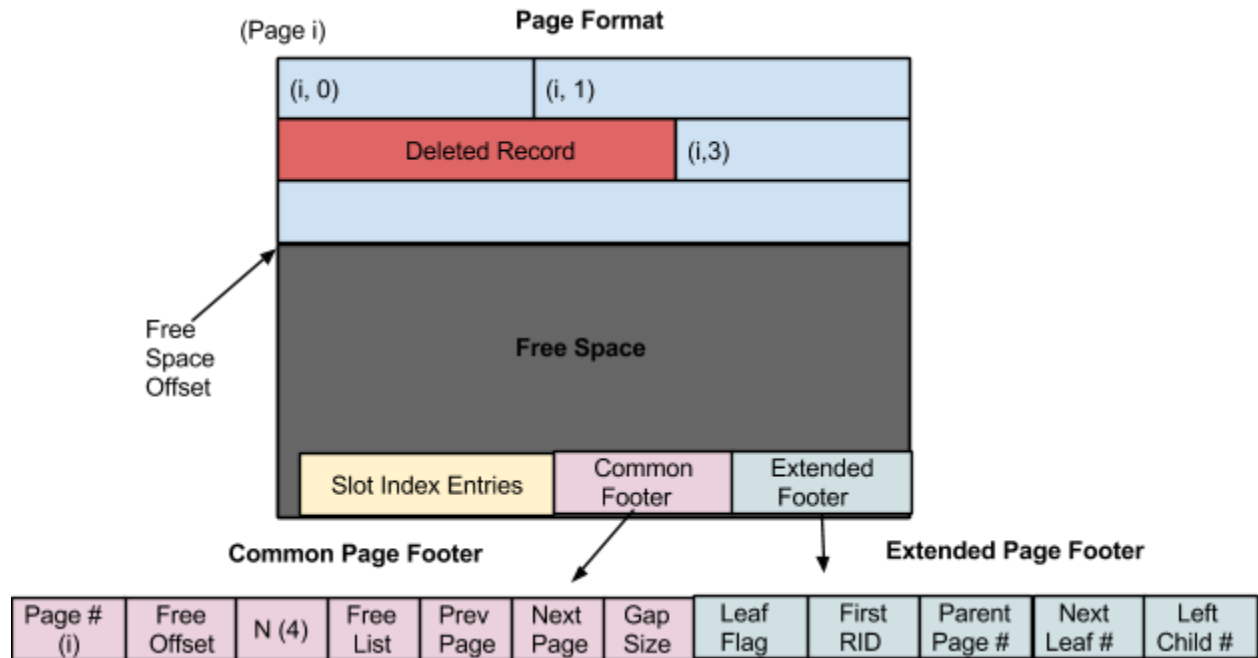 Page Format
(Page i)
(i, 0)
(i, 1)
Deleted Record
(i,3)
Free
Space
Offset
Free Space
Slot Index Entries
Common
Footer
Extended
Footer
Common Page Footer
Extended Page Footer
Page #
(i)
Free
Offset
N (4)
Free
List
Prev
Page
Next
Page
Gap
Size
Leaf
Flag
First
RID
Parent
Page #
Next
Leaf #
Left
Child #